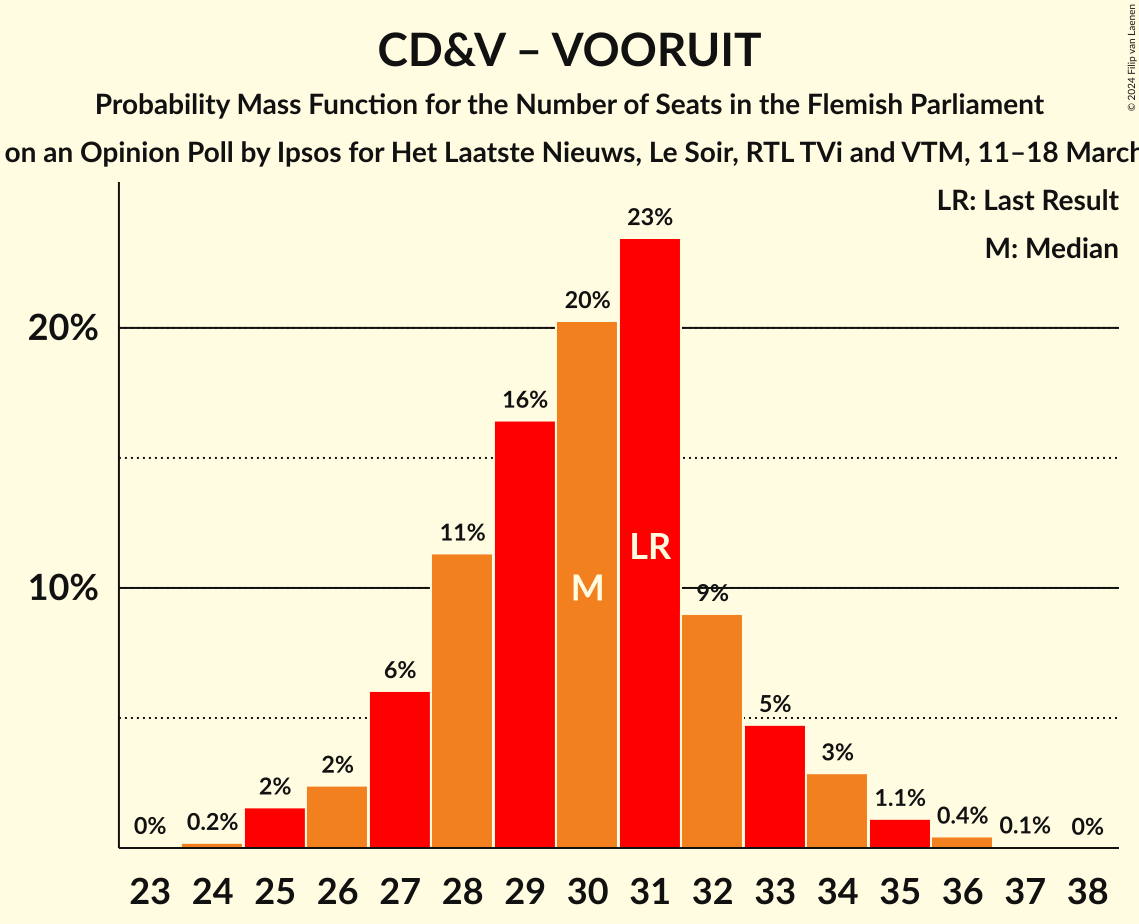 CD&V – VOORUIT
Probability Mass Function for the Number of Seats in the Flemish Parliament
on an Opinion Poll by Ipsos for Het Laatste Nieuws, Le Soir, RTL TVi and VTM, 11–18 March
© 2024 Filip van Laenen
LR: Last Result
M: Median
23%
20%
20%
16%
11%
LR
10%
M
9%
6%
5%
3%
2%
2%
1.1%
0.4%
0%
0.2%
0.1%
0%
23 24 25 26 27 28 29 30 31 32 33 34 35 36 37 38